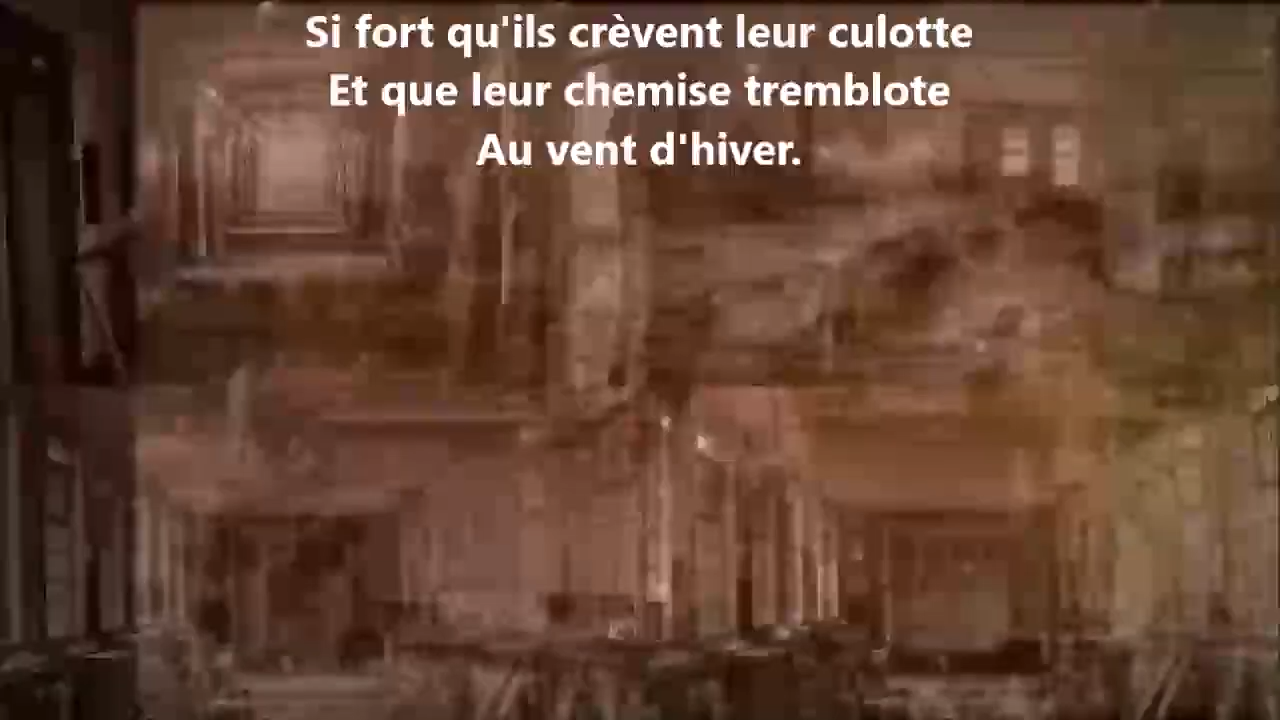 Si fort qu'ils crèvent leur culotte
Et que leur chemise tremblote
Au vent d'hiver.